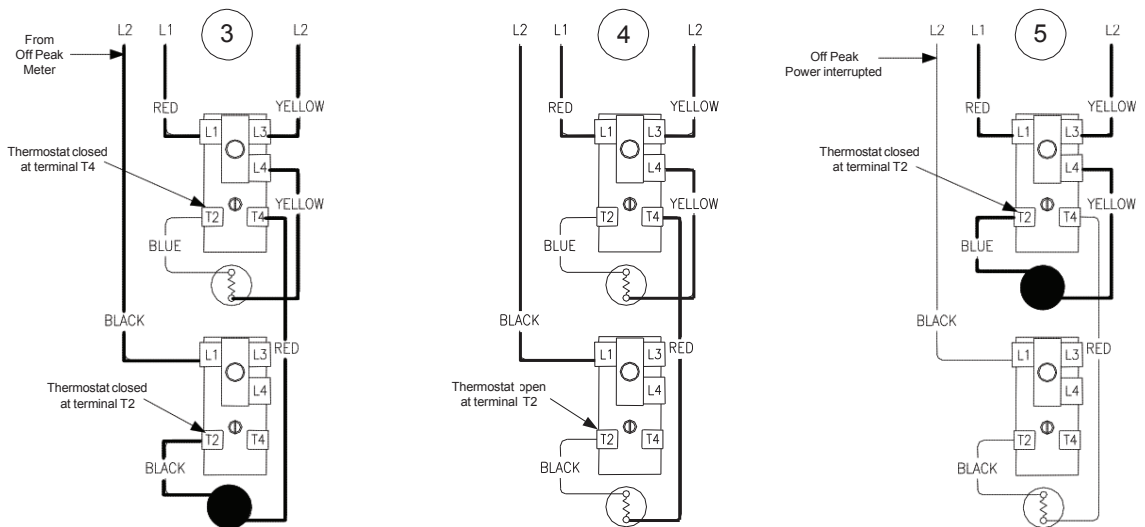 L2 L1 3 L2
From
Off Peak
Meter
RED
YELLOW
L1 L3
L4
Thermostat closed
at terminal T4
YELLOW
T2 T4
BLUE
BLACK
RED
L1 L3
L4
Thermostat closed
at terminal T2
T2 T4
BLACK
L2 L1 4 L2
RED
YELLOW
L1 L3
L4
YELLOW
T2 T4
BLUE
BLACK
RED
L1 L3
L4
Thermostat open
at terminal T2
T2 T4
BLACK
L1 5 L2
Off Peak
Power interrupted
L2
RED
YELLOW
L1 L3
L4
Thermostat closed
at terminal T2
YELLOW
T2 T4
BLUE
BLACK
RED
L1 L3
L4
T2 T4
BLACK